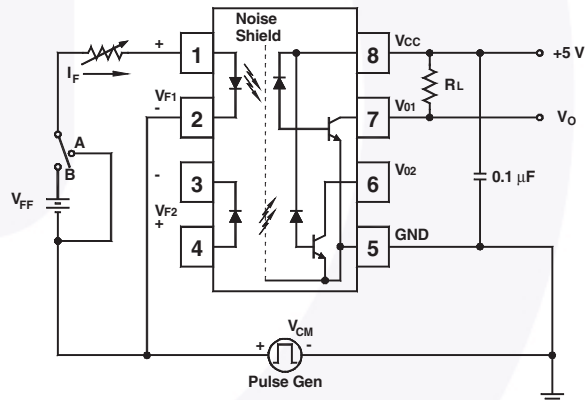 Noise
Shield
+
1
8
VCC
+5 V
IF
RL
VF1
-
2
7
V01
VO
A
B
-
3
6
V02
0.1 µF
VFF
VF2
+
4
5
GND
VCM
+
-
Pulse Gen